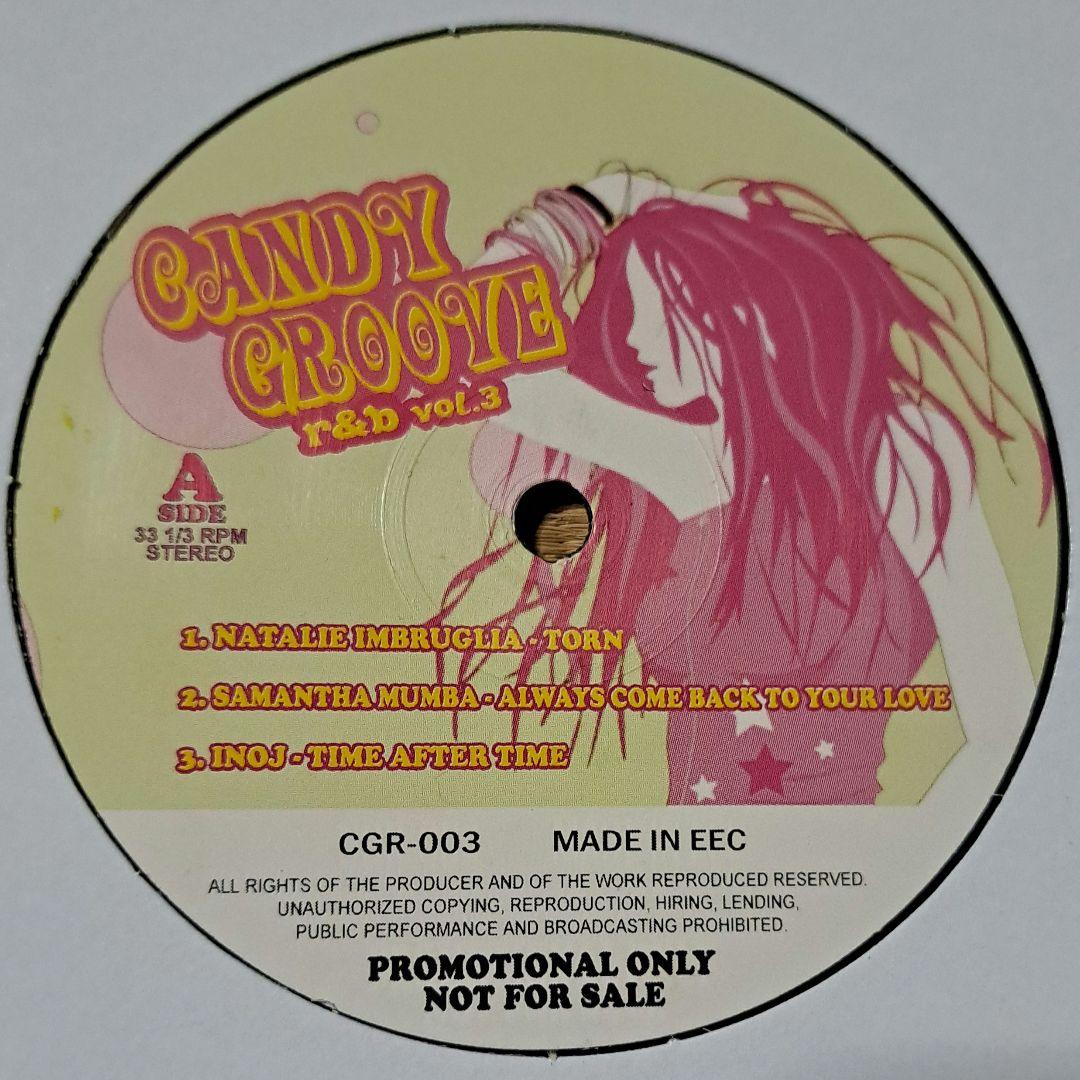 CANDY
GROOVE
r&b vol.3
A
SIDE
33 1/3 RPM
STEREO
1. NATALIE IMBRUGLIA - TORN
2. SAMANTHA MUMBA - ALWAYS COME BACK TO YOUR LOVE
3. INOJ - TIME AFTER TIME
CGR-003 MADE IN EEC
ALL RIGHTS OF THE PRODUCER AND OF THE WORK REPRODUCED RESERVED.
UNAUTHORIZED COPYING, REPRODUCTION, HIRING, LENDING,
PUBLIC PERFORMANCE AND BROADCASTING PROHIBITED.
PROMOTIONAL ONLY
NOT FOR SALE